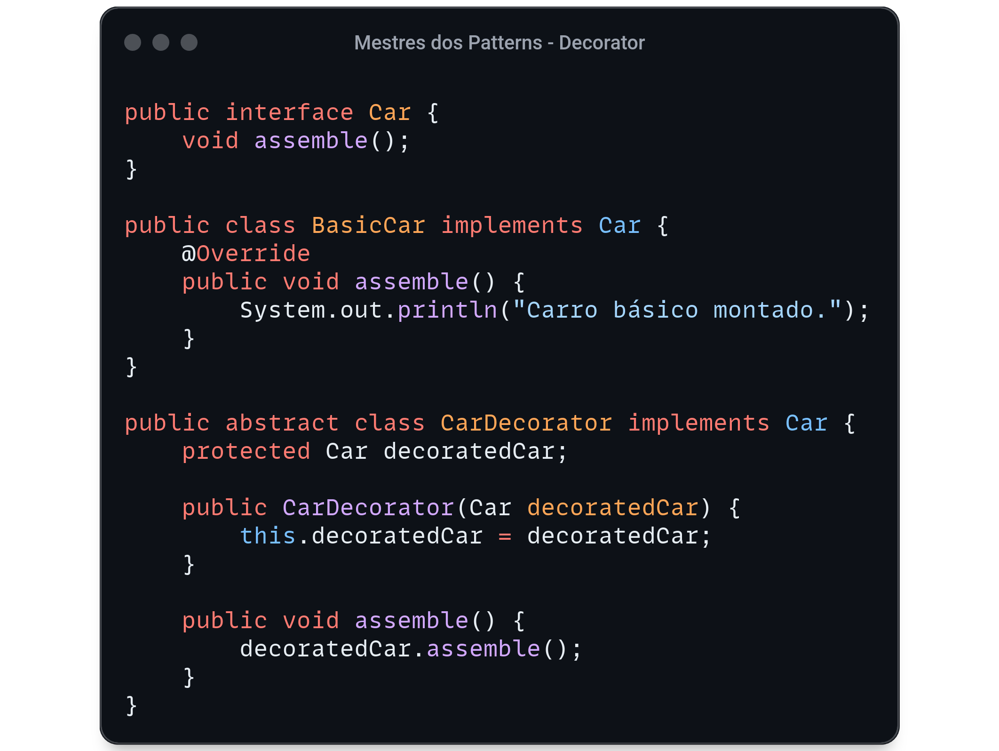 Mestres dos Patterns - Decorator
public interface Car {
    void assemble();
}
public class BasicCar implements Car {
    @Override
    public void assemble() {
        System.out.println("Carro básico montado.");
    }
}
public abstract class CarDecorator implements Car {
    protected Car decoratedCar;
    public CarDecorator(Car decoratedCar) {
        this.decoratedCar = decoratedCar;
    }
    public void assemble() {
        decoratedCar.assemble();
    }
}